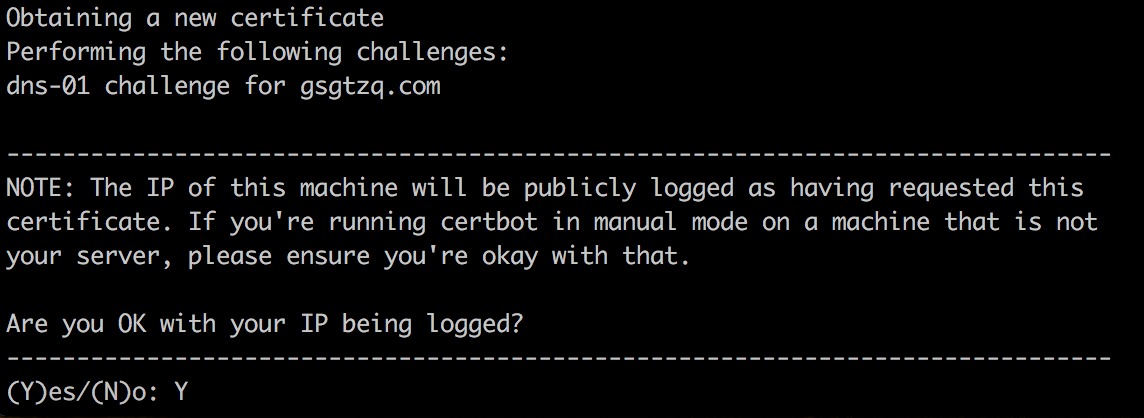 Obtaining a new certificate
Performing the following challenges:
dns-01 challenge for gsgtzq.com
-------------------------------------------------------------------------------
NOTE: The IP of this machine will be publicly logged as having requested this
certificate. If you're running certbot in manual mode on a machine that is not
your server, please ensure you're okay with that.
Are you OK with your IP being logged?
-------------------------------------------------------------------------------
(Y)es/(N)o: Y